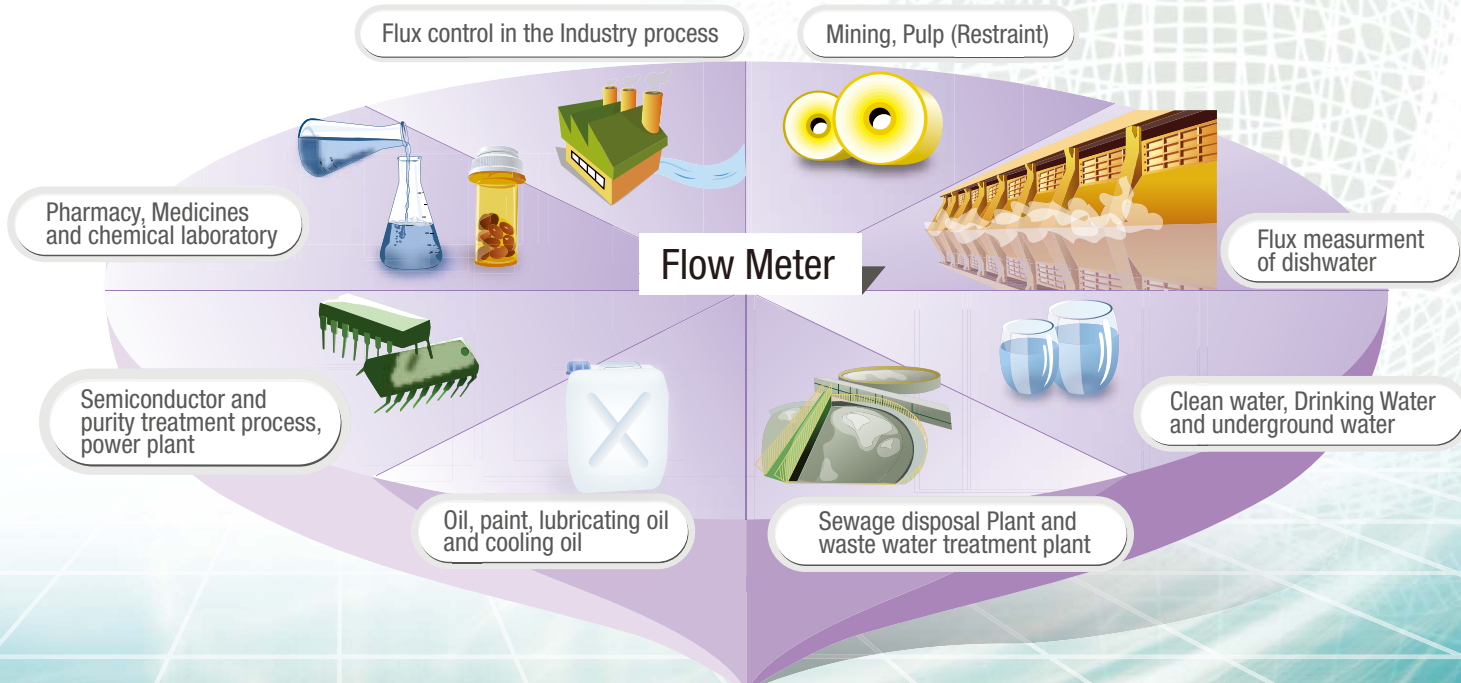 Flux control in the Industry process
Mining, Pulp (Restraint)
Pharmacy, Medicines
and chemical laboratory
Flow Meter
Flux measurment
of dishwater
Semiconductor and
purity treatment process,
power plant
Clean water, Drinking Water
and underground water
Oil, paint, lubricating oil
and cooling oil
Sewage disposal Plant and
waste water treatment plant